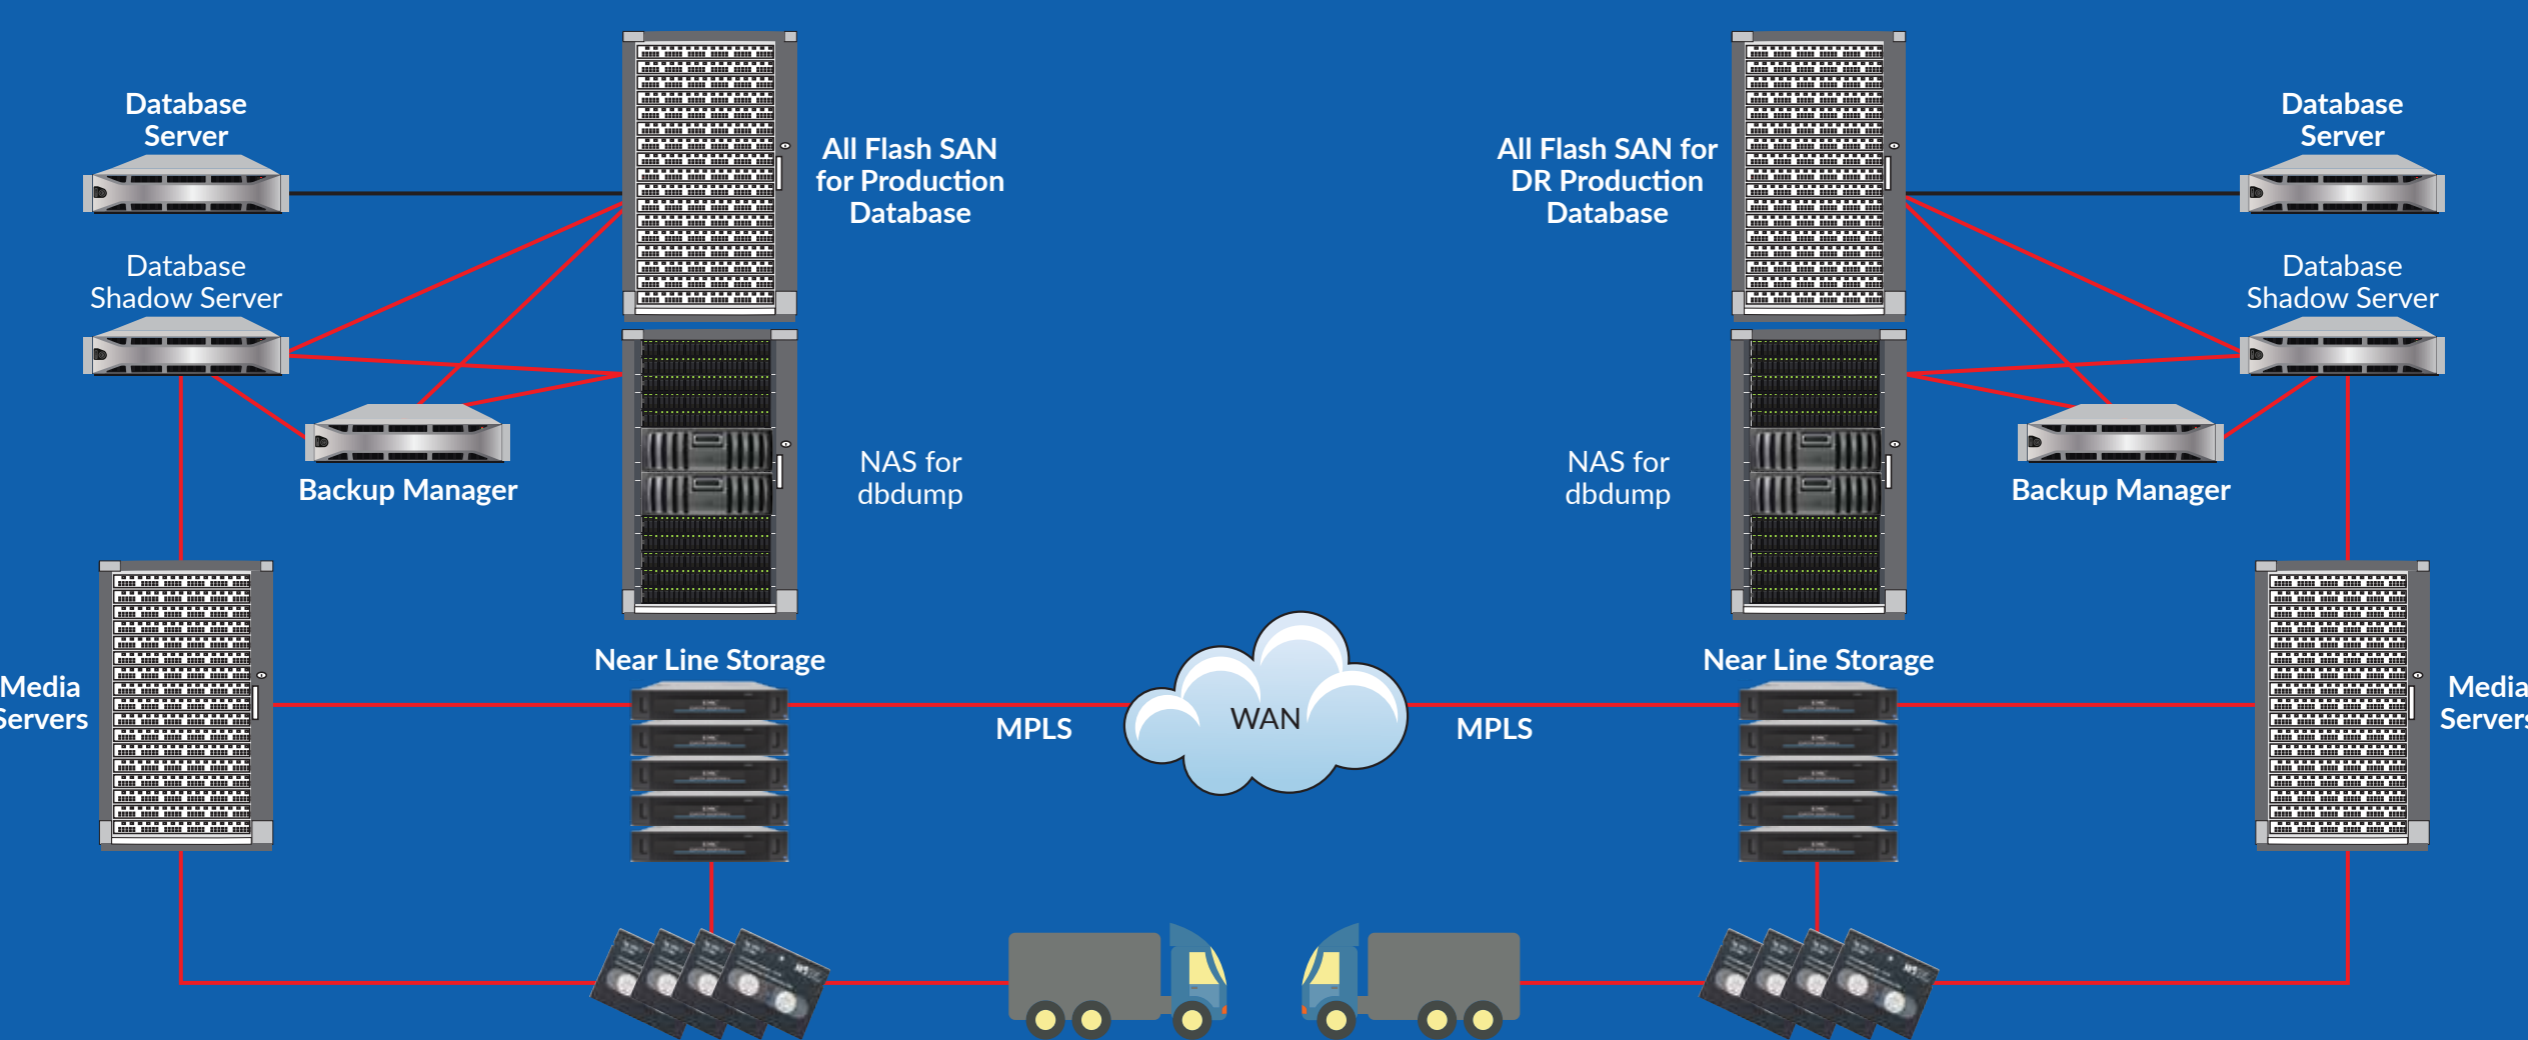 Database
Server
All Flash SAN
for Production
Database
Database
Shadow Server
Backup Manager
NAS for
dbdump
Media
Servers
Near Line Storage
MPLS
WAN
MPLS
All Flash SAN for
DR Production
Database
Database
Server
Database
Shadow Server
Backup Manager
NAS for
dbdump
Near Line Storage
Media
Servers